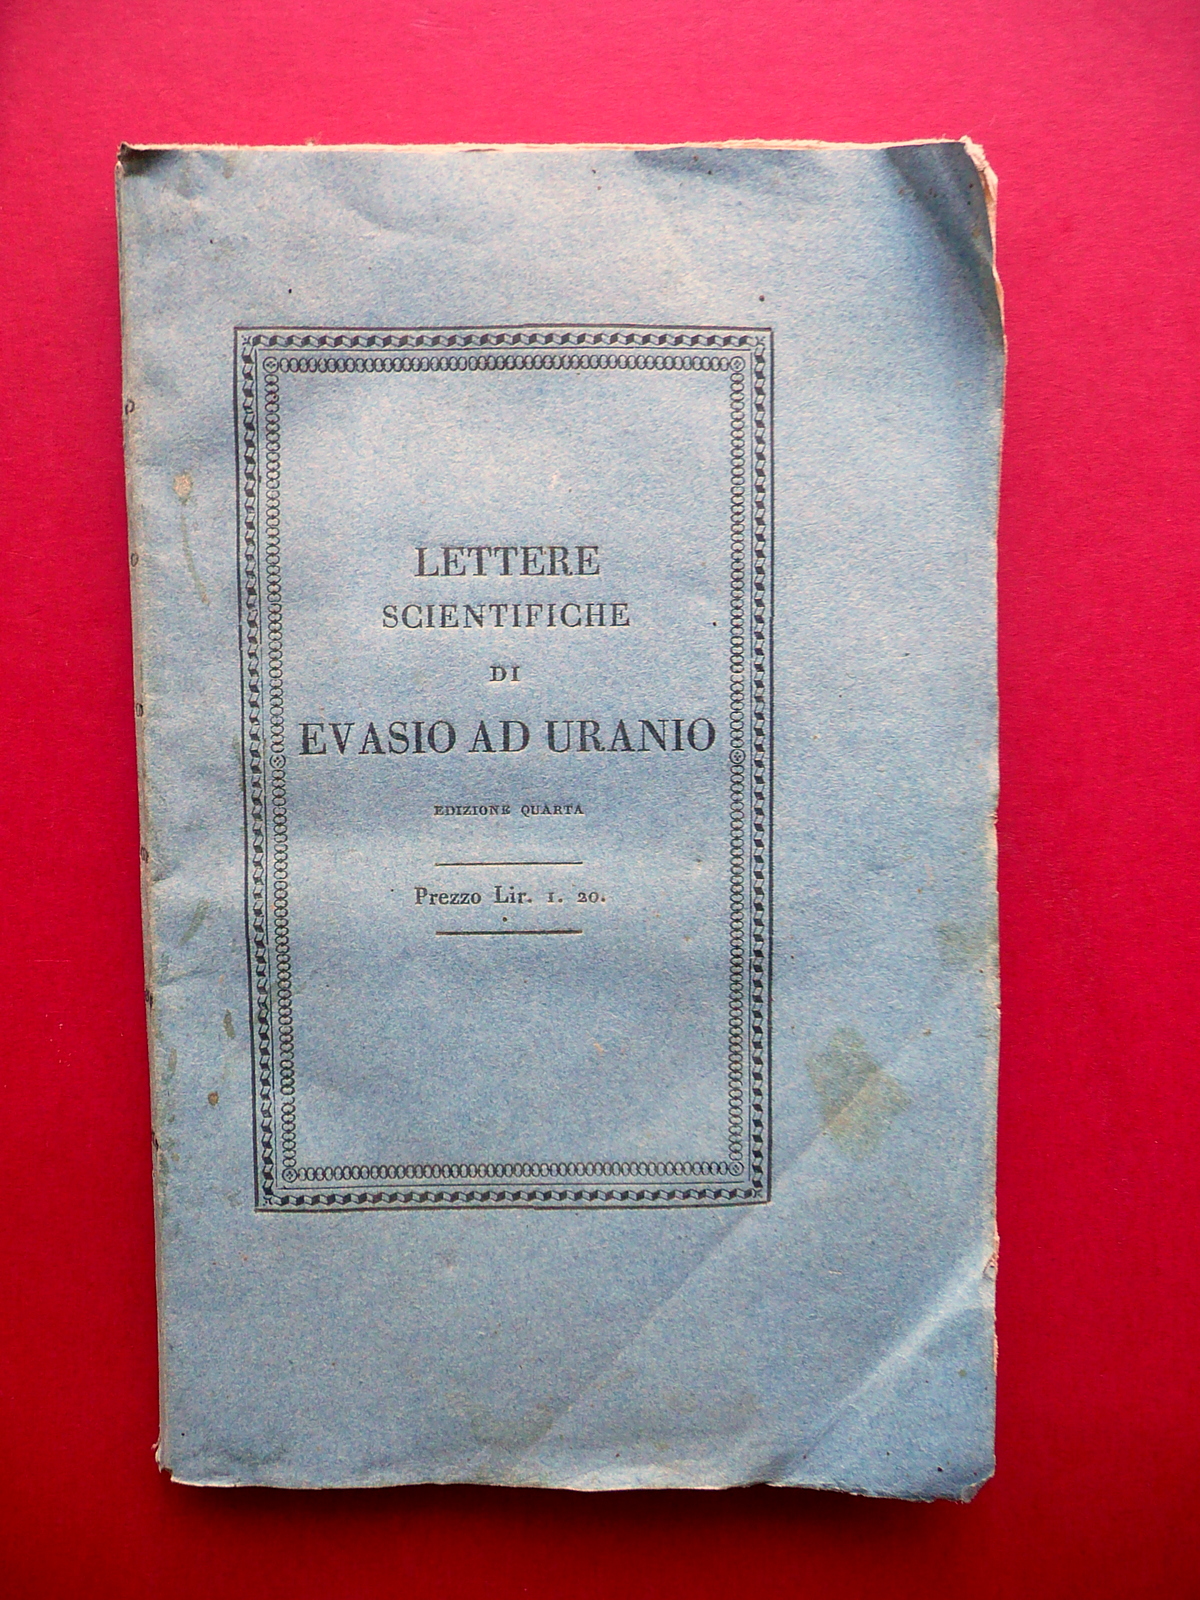 LETTERE
SCIENTIFICHE
DI
EVASIO AD URANIO
EDIZIONE QUARTA
Prezzo Lir. 1. 20.